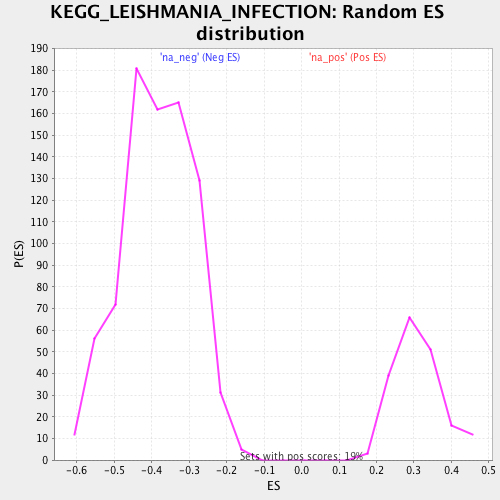 KEGG_LEISHMANIA_INFECTION: Random ES
distribution
'na_neg' (Neg ES) 'na_pos' (Pos ES)
190
180
170
160
150
140
130
120
110
100
90
80
70
60
50
40
30
20
10
0
P(ES)
Sets with pos scores: 19%
-0.6 -0.5 -0.4 -0.3 -0.2 -0.1 0.0 0.1 0.2 0.3 0.4 0.5
ES